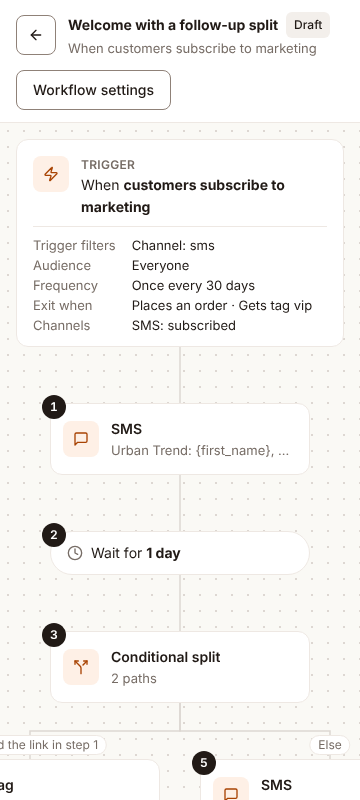 Welcome with a follow-up split Draft
When customers subscribe to marketing
Workflow settings
TRIGGER
When customers subscribe to
marketing
Trigger filters Channel: sms
Audience Everyone
Frequency Once every 30 days
Exit when Places an order · Gets tag vip
Channels SMS: subscribed
1
SMS
Urban Trend: {first_name}, ...
2
Wait for 1 day
3
Conditional split
2 paths
d the link in step 1 Else
5
ag SMS